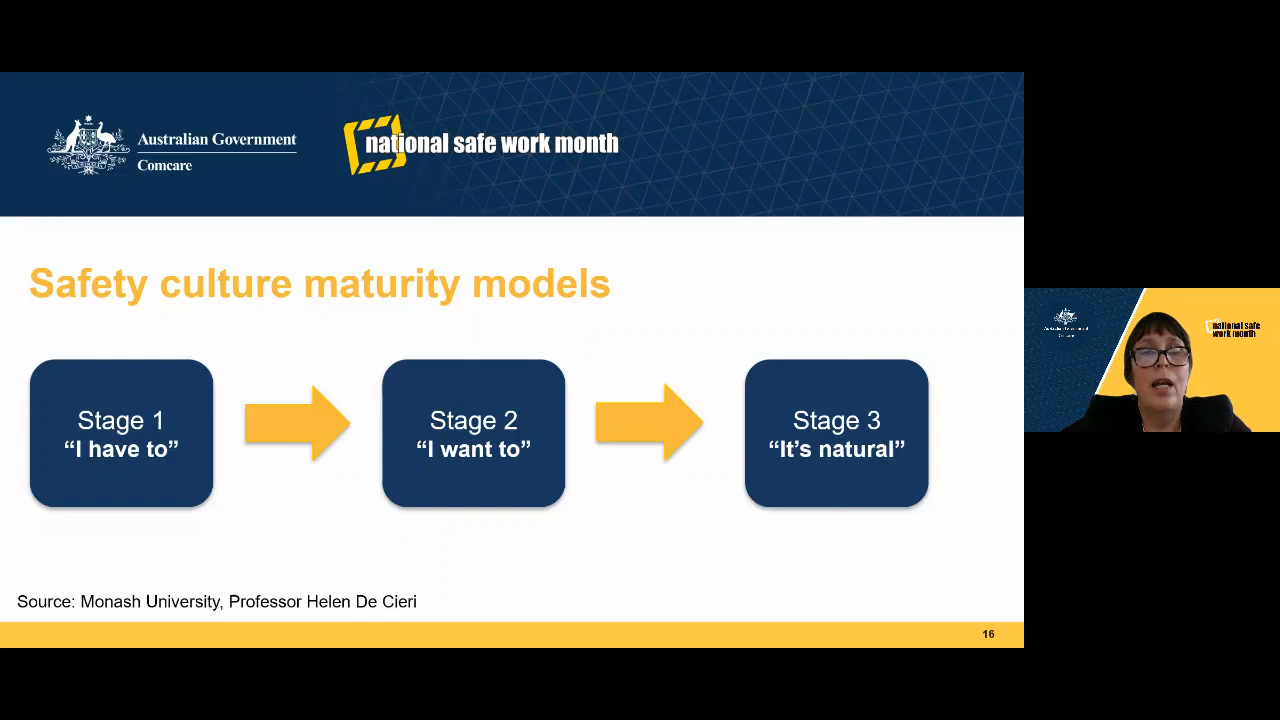 Australian Government
Comcare
national safe work month
Safety culture maturity models
Stage 1
“I have to”
Stage 2
“I want to”
Stage 3
“It’s natural”
Source: Monash University, Professor Helen De Cieri
16
national safe
work month